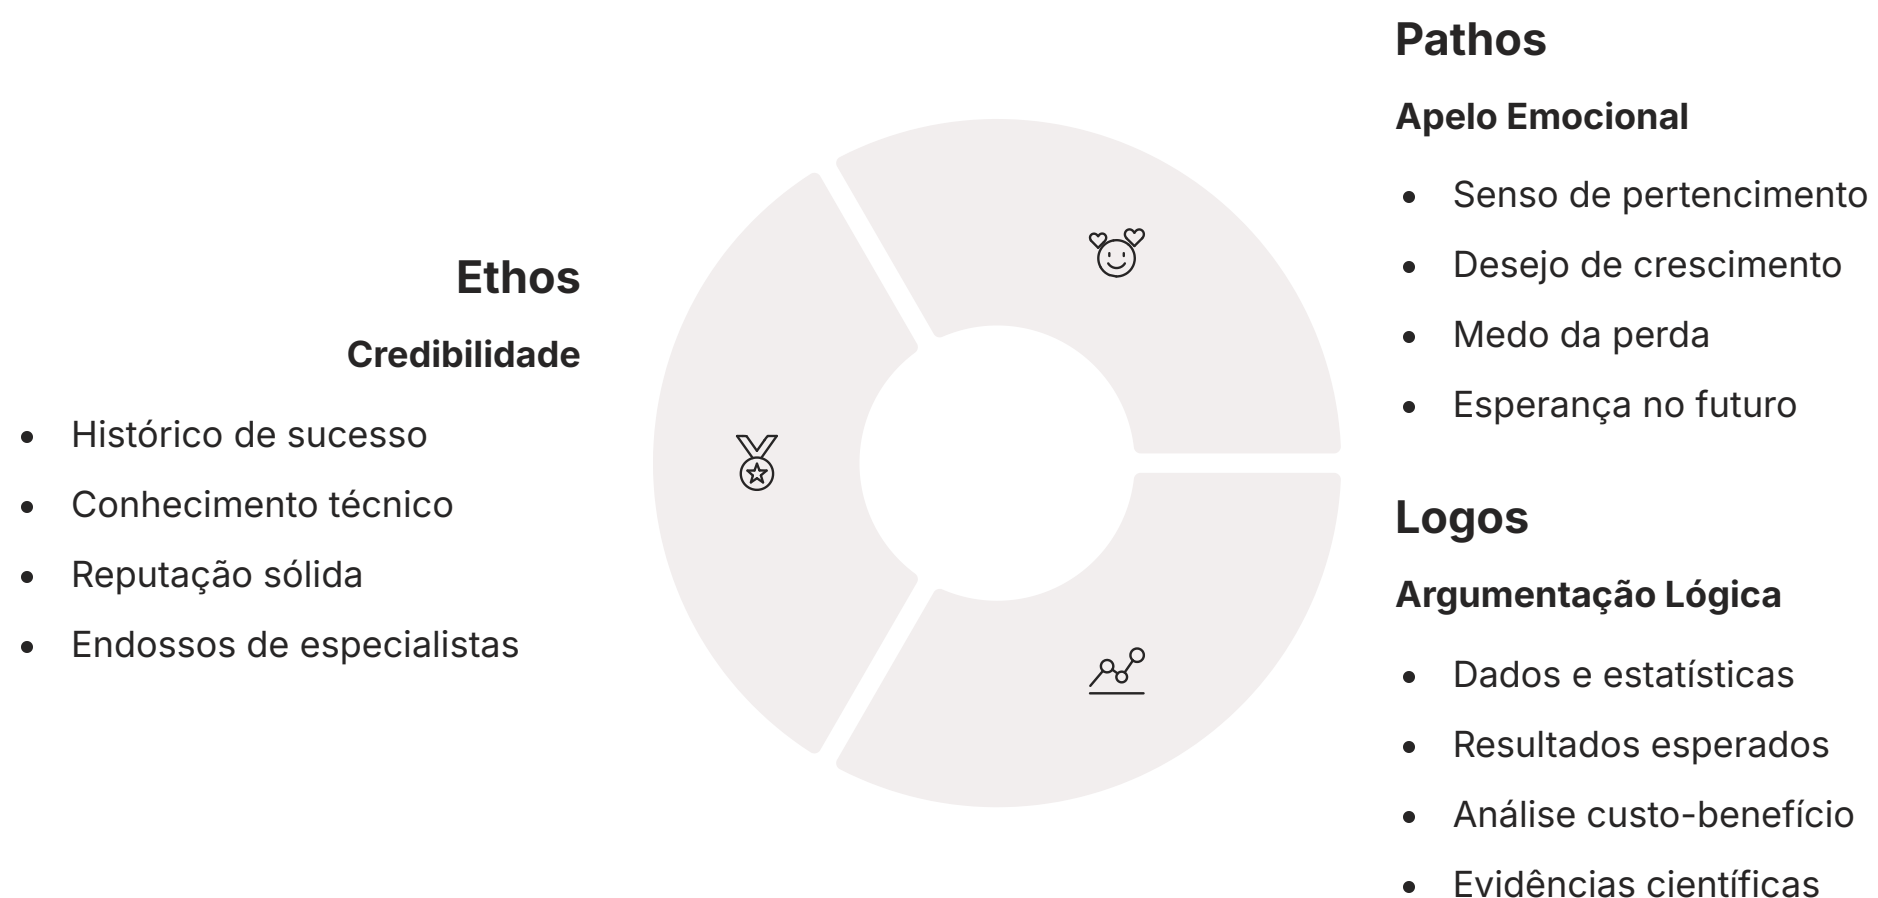 Ethos
Credibilidade
Histórico de sucesso
Conhecimento técnico
Reputação sólida
Endossos de especialistas
Pathos
Apelo Emocional
Senso de pertencimento
Desejo de crescimento
Medo da perda
Esperança no futuro
Logos
Argumentação Lógica
Dados e estatísticas
Resultados esperados
Análise custo-benefício
Evidências científicas